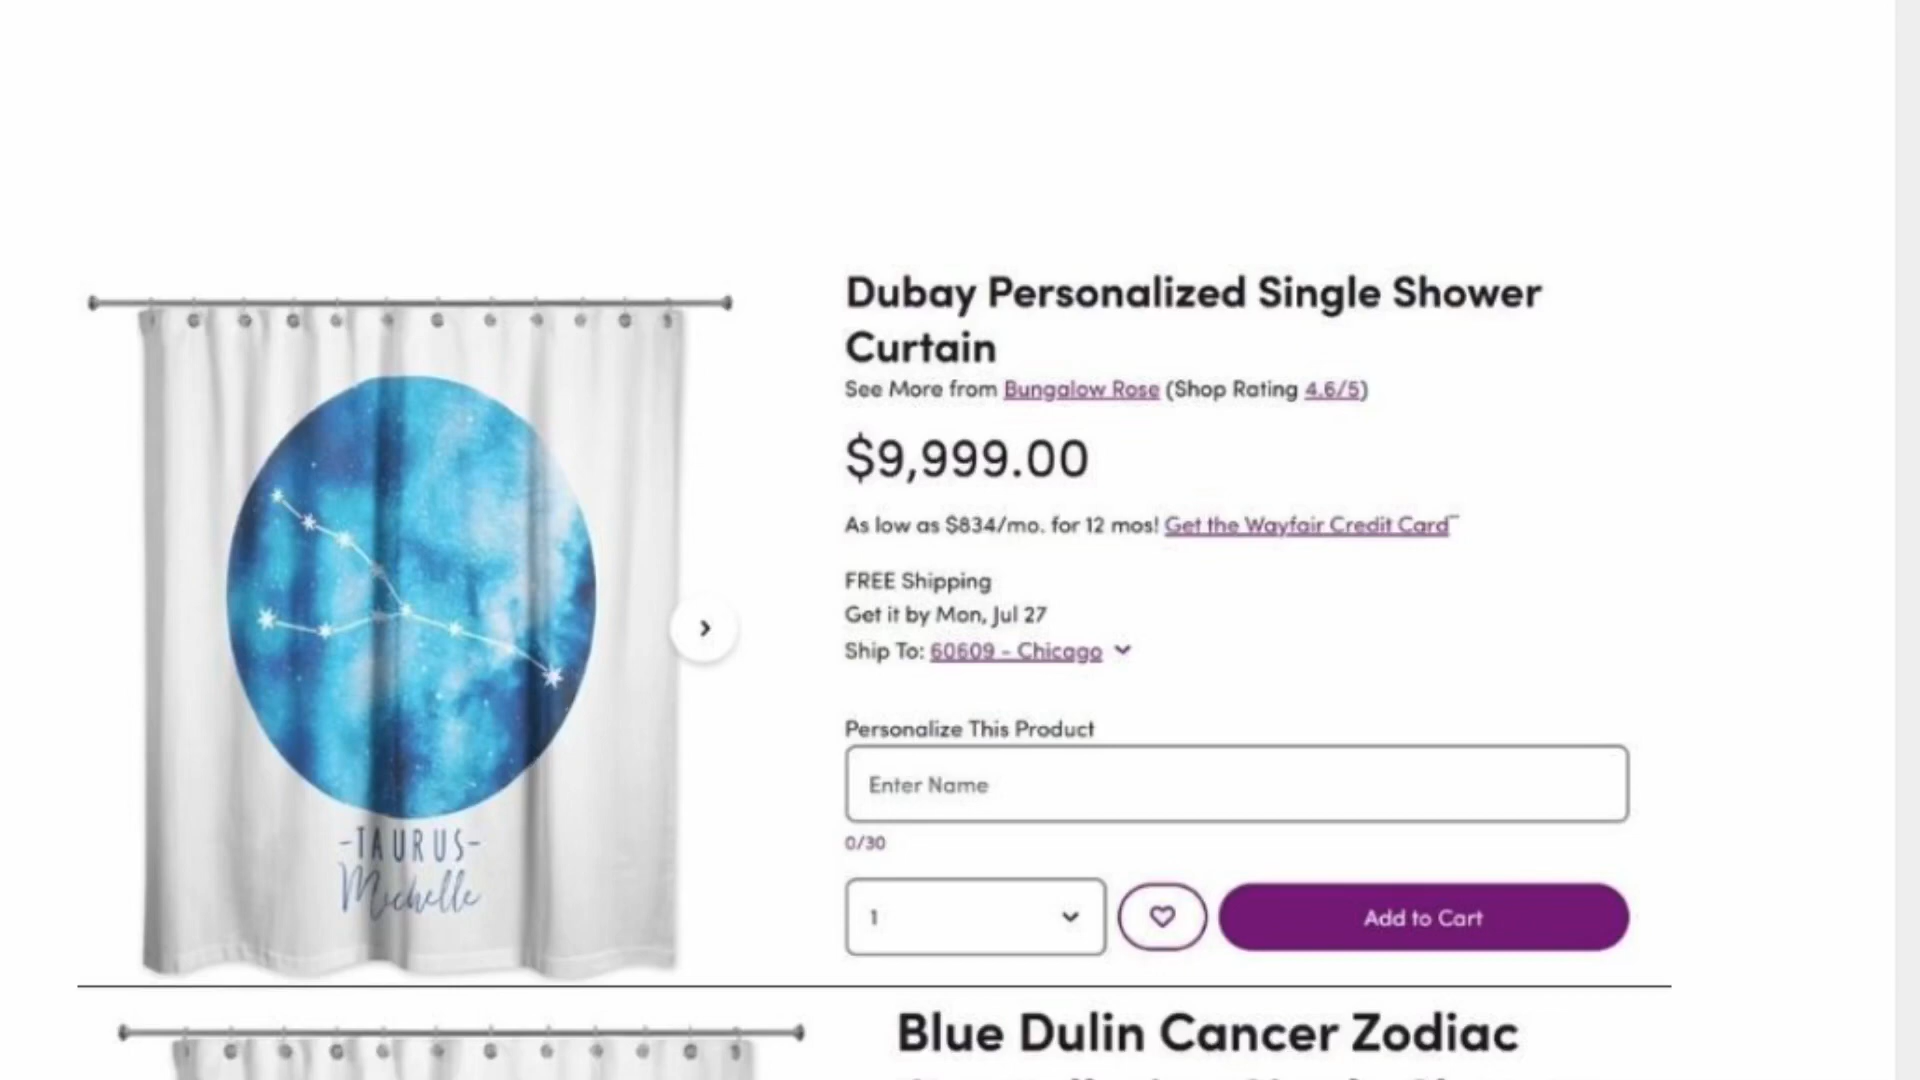 Dubay Personalized Single Shower
Curtain
See More from Bungalow Rose (Shop Rating 4.6/5)
$9,999.00
As low as $834/mo. for 12 mos! Get the Wayfair Credit Card
FREE Shipping
Get it by Mon, Jul 27
Ship To: 60609 - Chicago
Personalize This Product
Enter Name
0/30
1
Add to Cart
-TAURUS-
Michelle
Blue Dulin Cancer Zodiac